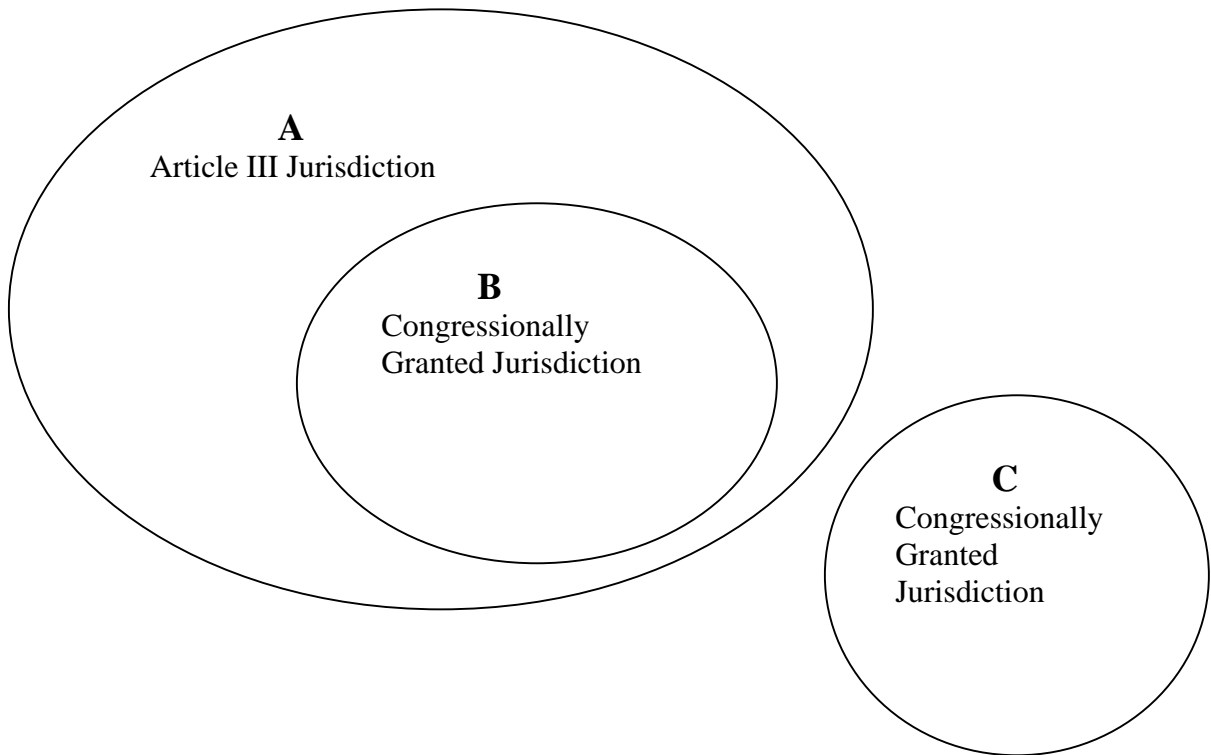 A
Article III Jurisdiction
B
Congressionally
Granted Jurisdiction
C
Congressionally
Granted
Jurisdiction